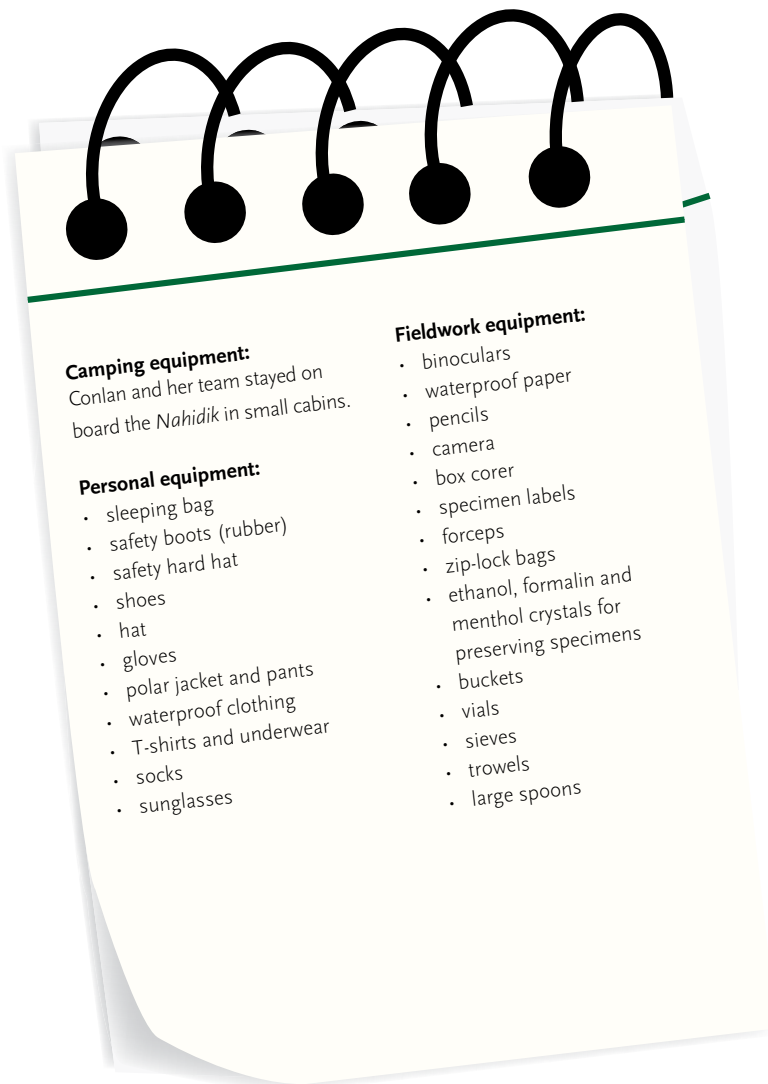 Camping equipment:
Conlan and her team stayed on
board the Nahidik in small cabins.
Personal equipment:
• sleeping bag
• safety boots (rubber)
• safety hard hat
• shoes
• hat
• gloves
• polar jacket and pants
• waterproof clothing
• T-shirts and underwear
• socks
• sunglasses
Fieldwork equipment:
• binoculars
• waterproof paper
• pencils
• camera
• box corer
• specimen labels
• forceps
• zip-lock bags
• ethanol, formalin and
menthol crystals for
preserving specimens
• buckets
• vials
• sieves
• trowels
• large spoons